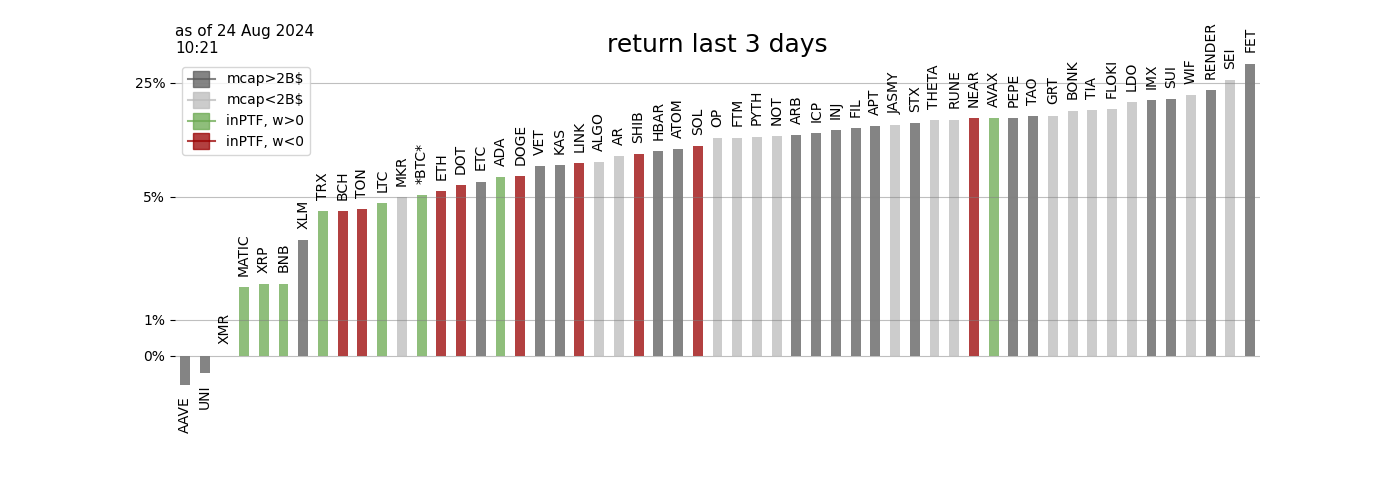 as of 24 Aug 2024
10:21
return last 3 days
mcap>2B$
mcap<2B$
inPTF, w>0
inPTF, w<0
25%
5%
1%
0%
AAVE
UNI
XMR
MATIC
XRP
BNB
XLM
TRX
BCH
TON
LTC
MKR
*BTC*
ETH
DOT
ETC
ADA
DOGE
VET
KAS
LINK
ALGO
AR
SHIB
HBAR
ATOM
SOL
OP
FTM
PYTH
NOT
ARB
ICP
INJ
FIL
APT
JASMY
STX
THETA
RUNE
NEAR
AVAX
PEPE
TAO
GRT
BONK
TIA
FLOKI
LDO
IMX
SUI
WIF
RENDER
SEI
FET